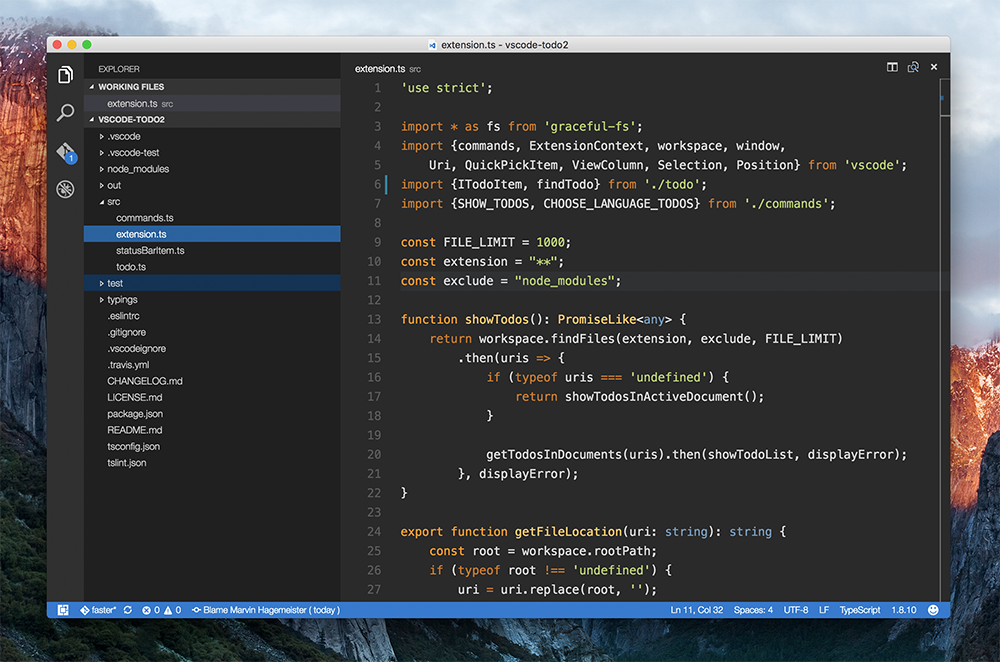 extension.ts - vscode-todo2
EXPLORER
WORKING FILES
extension.ts src
VSCODE-TODO2
.vscode
.vscode-test
node_modules
out
src
commands.ts
extension.ts
statusBarItem.ts
todo.ts
test
typings
.eslintrc
.gitignore
.vscodeignore
.travis.yml
CHANGELOG.md
LICENSE.md
package.json
README.md
tsconfig.json
tslint.json
1
extension.ts src
1 'use strict';
2
3 import * as fs from 'graceful-fs';
4 import {commands, ExtensionContext, workspace, window,
5     Uri, QuickPickItem, ViewColumn, Selection, Position} from 'vscode';
6 import {ITodoItem, findTodo} from './todo';
7 import {SHOW_TODOS, CHOOSE_LANGUAGE_TODOS} from './commands';
8
9 const FILE_LIMIT = 1000;
10 const extension = "**";
11 const exclude = "node_modules";
12
13 function showTodos(): PromiseLike<any> {
14     return workspace.findFiles(extension, exclude, FILE_LIMIT)
15         .then(uris => {
16             if (typeof uris === 'undefined') {
17                 return showTodosInActiveDocument();
18             }
19
20             getTodosInDocuments(uris).then(showTodoList, displayError);
21         }, displayError);
22 }
23
24 export function getFileLocation(uri: string): string {
25     const root = workspace.rootPath;
26     if (typeof root !== 'undefined') {
27         uri = uri.replace(root, '');
faster* 0 0 Blame Marvin Hagemeister ( today ) Ln 11, Col 32 Spaces: 4 UTF-8 LF TypeScript 1.8.10